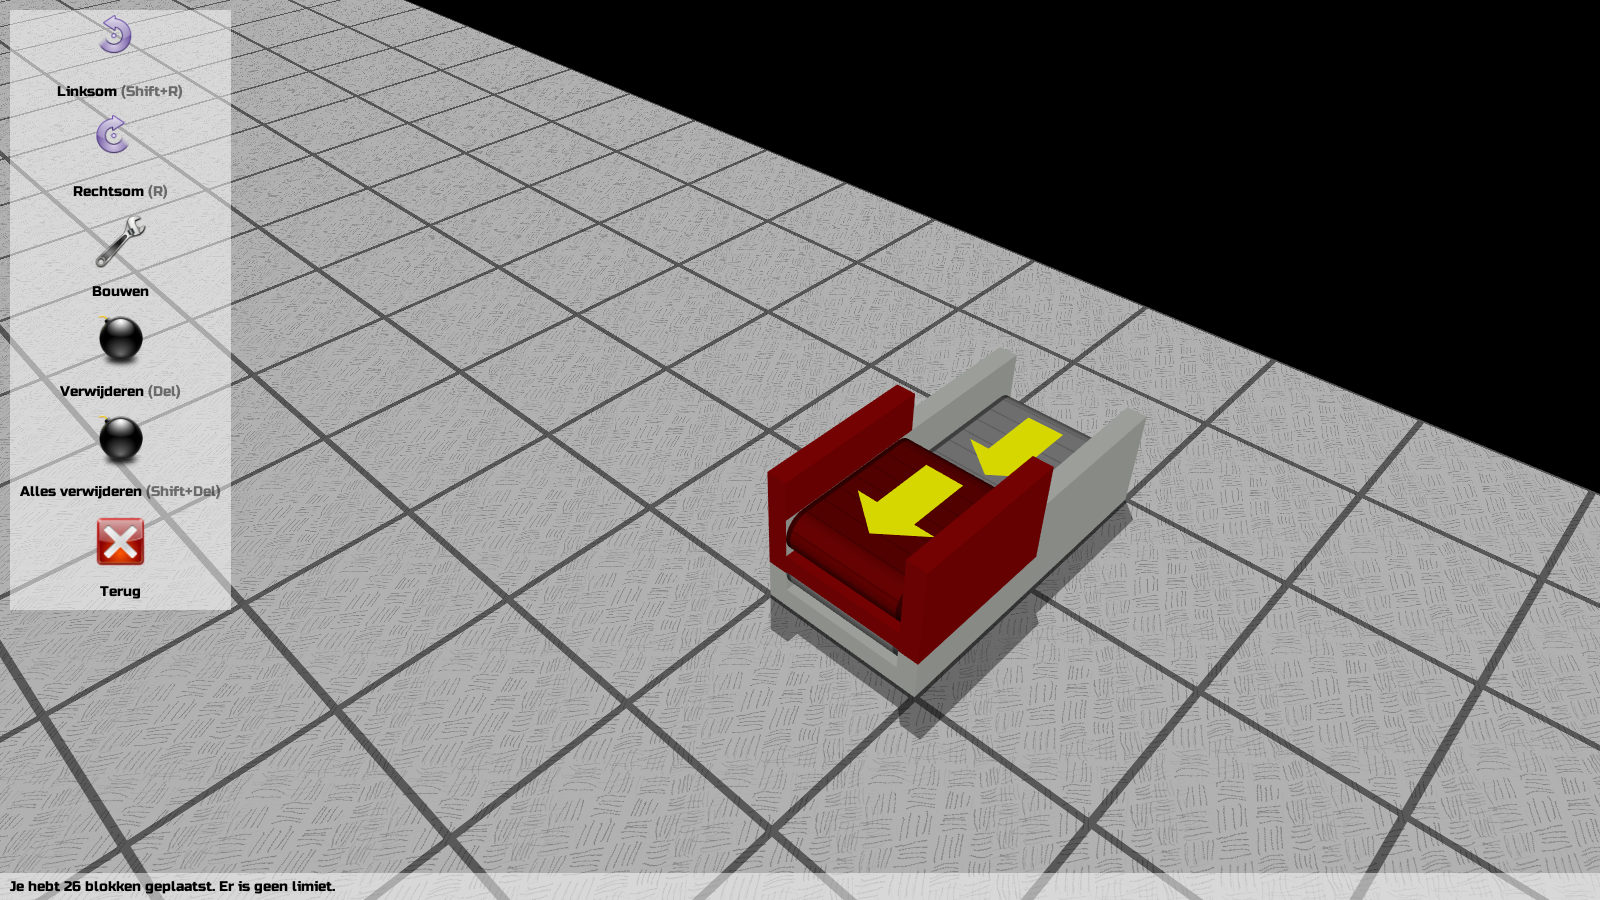 Linksom (Shift+R)
Rechtsom (R)
Bouwen
Verwijderen (Del)
Alles verwijderen (Shift+Del)
Terug
Je hebt 26 blokken geplaatst. Er is geen limiet.